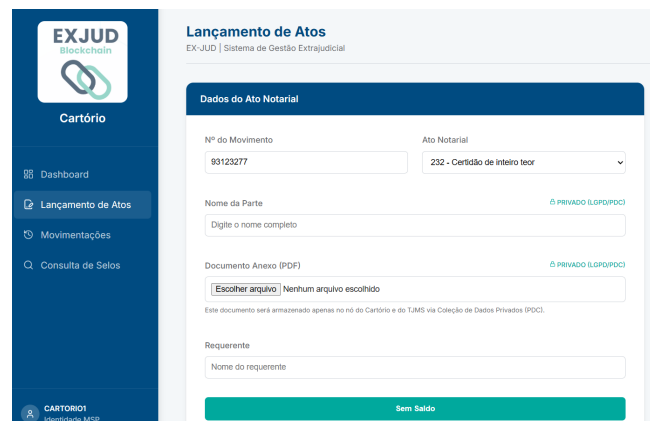 EXJUD
Blockchain
Cartório
Dashboard
Lançamento de Atos
Movimentações
Consulta de Selos
CARTORIO1
Identidade MSP
Lançamento de Atos
EX-JUD | Sistema de Gestão Extrajudicial
Dados do Ato Notarial
Nº do Movimento
Ato Notarial
93123277
232 - Certidão de inteiro teor
Nome da Parte
PRIVADO (LGPD/PDC)
Digite o nome completo
Documento Anexo (PDF)
PRIVADO (LGPD/PDC)
Escolher arquivo Nenhum arquivo escolhido
Este documento será armazenado apenas no nó do Cartório e do TJMS via Coleção de Dados Privados (PDC).
Requerente
Nome do requerente
Sem Saldo